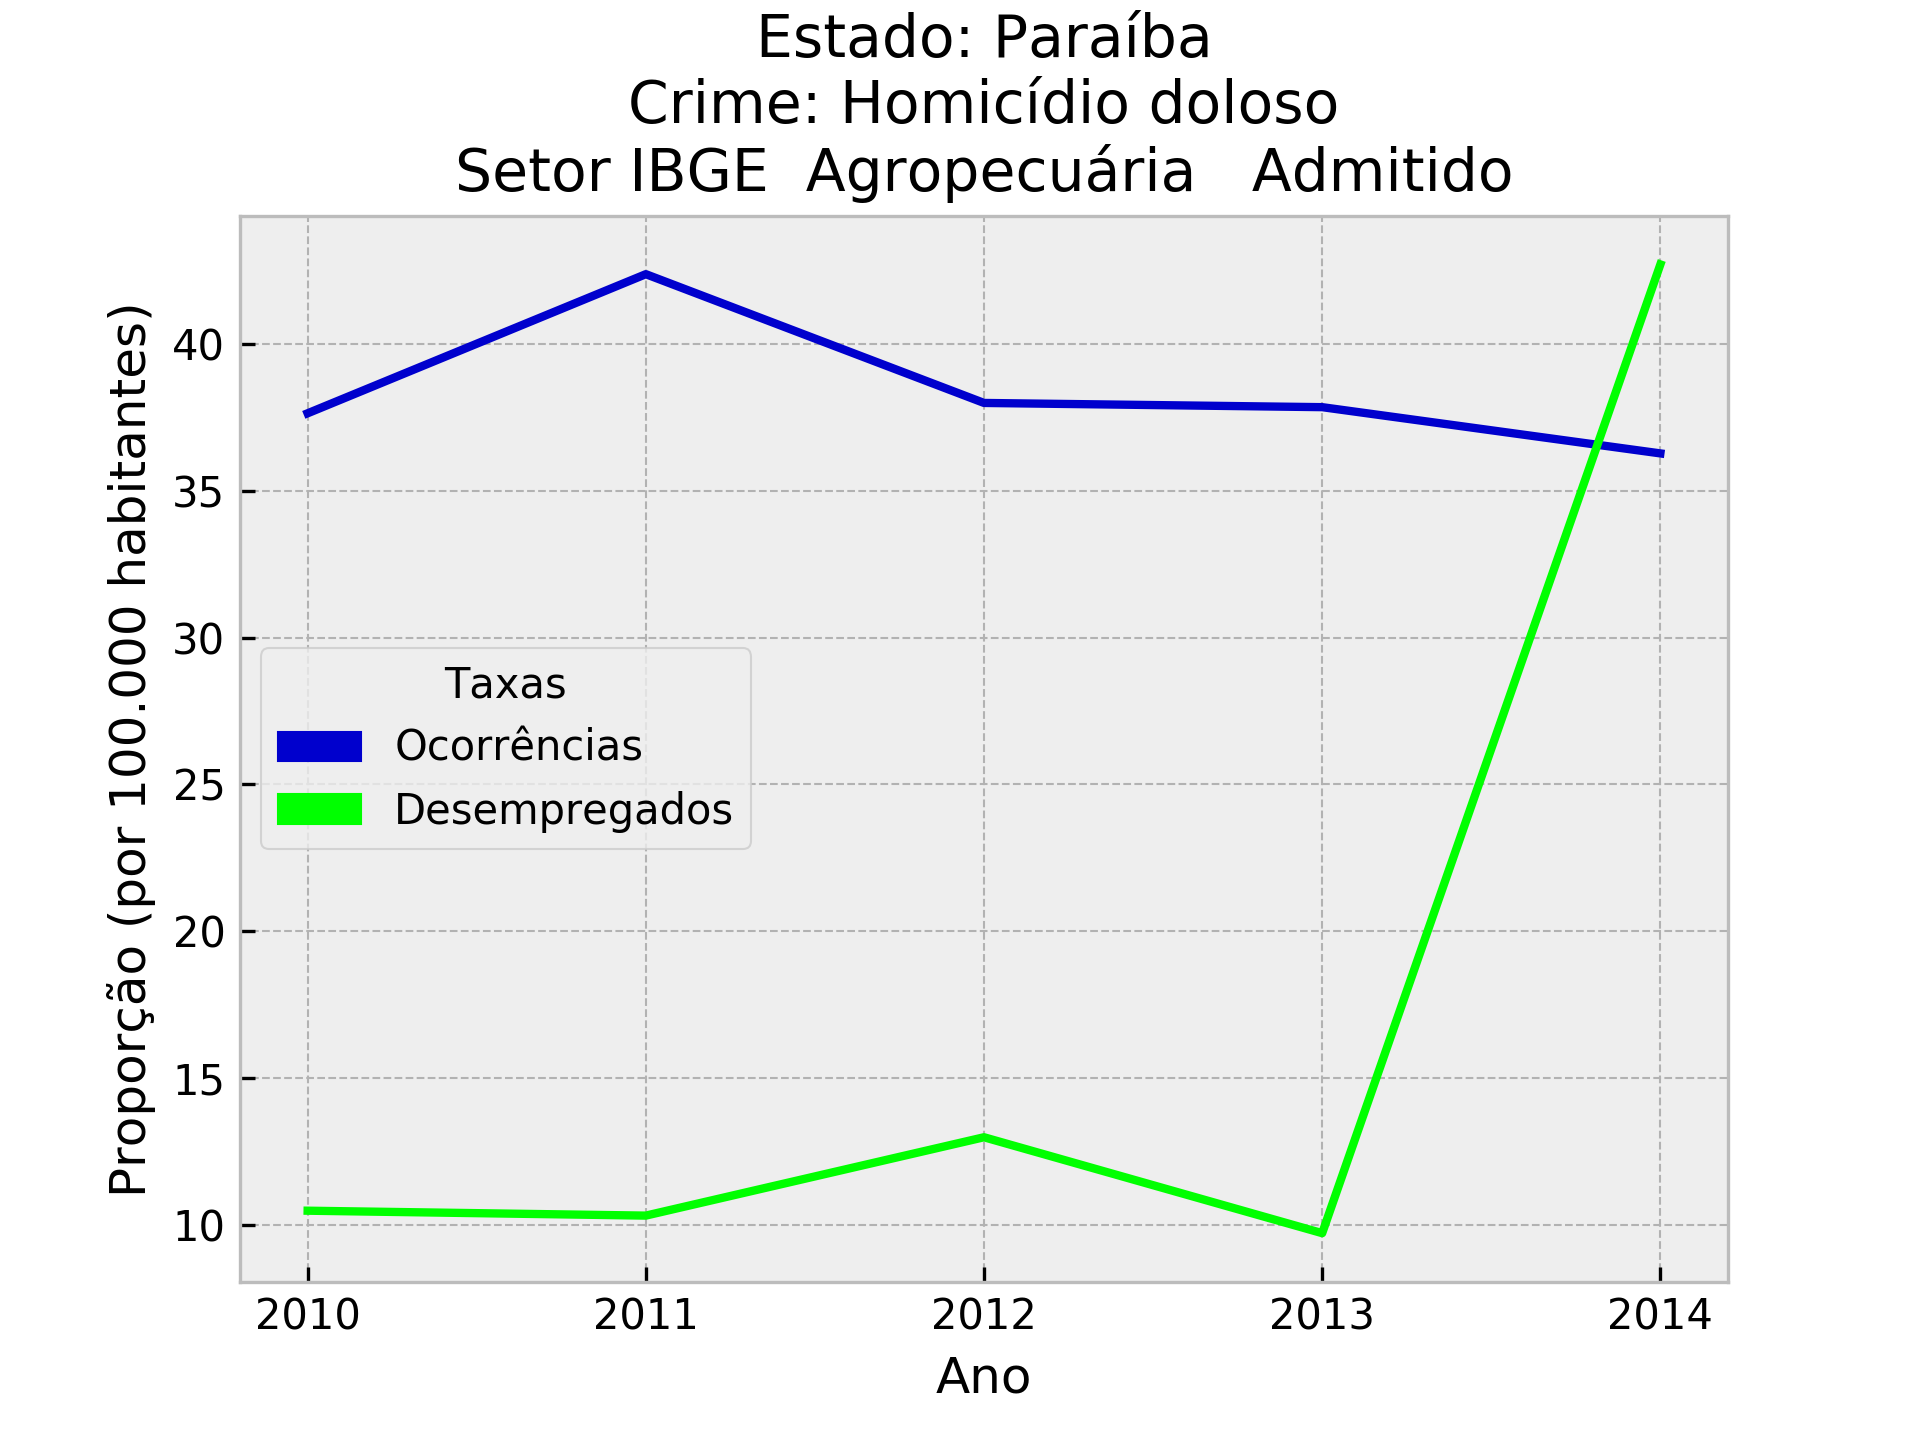 Estado: Paraíba
Crime: Homicídio doloso
Setor IBGE  Agropecuária   Admitido
Proporção (por 100.000 habitantes)
40
35
30
25
20
15
10
Taxas
Ocorrências
Desempregados
2010 2011 2012 2013 2014
Ano